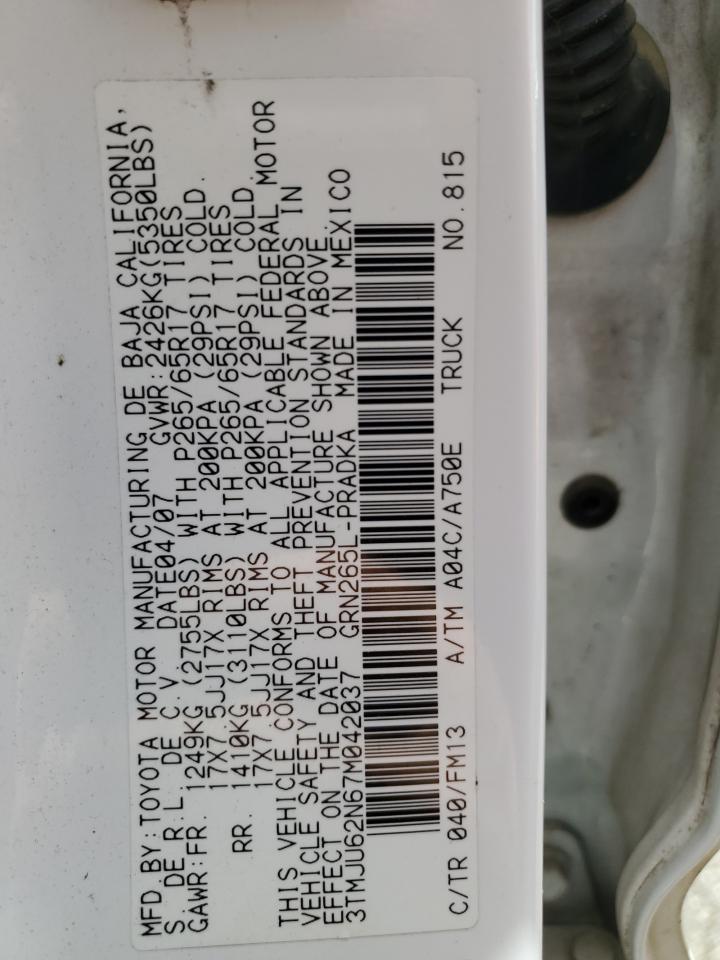 MFD.BY:TOYOTA MOTOR MANUFACTURING DE BAJA CALIFORNIA,
S. DE R.L. DE C.V. DATE04/07 GVWR:2426KG(5350LBS)
GAWR:FR. 1249KG (2755LBS) WITH P265/65R17 TIRES
17X7.5JJ17X RIMS AT 200KPA (29PSI) COLD.
RR. 1410KG (3110LBS) WITH P265/65R17 TIRES
17X7.5JJ17X RIMS AT 200KPA (29PSI) COLD.
THIS VEHICLE CONFORMS TO ALL APPLICABLE FEDERAL MOTOR
VEHICLE SAFETY AND THEFT PREVENTION STANDARDS IN
EFFECT ON THE DATE OF MANUFACTURE SHOWN ABOVE.
3TMJU62N67M042037 GRN265L-PRADKA MADE IN MEXICO
C/TR 040/FM13 A/TM A04C/A750E TRUCK NO.815